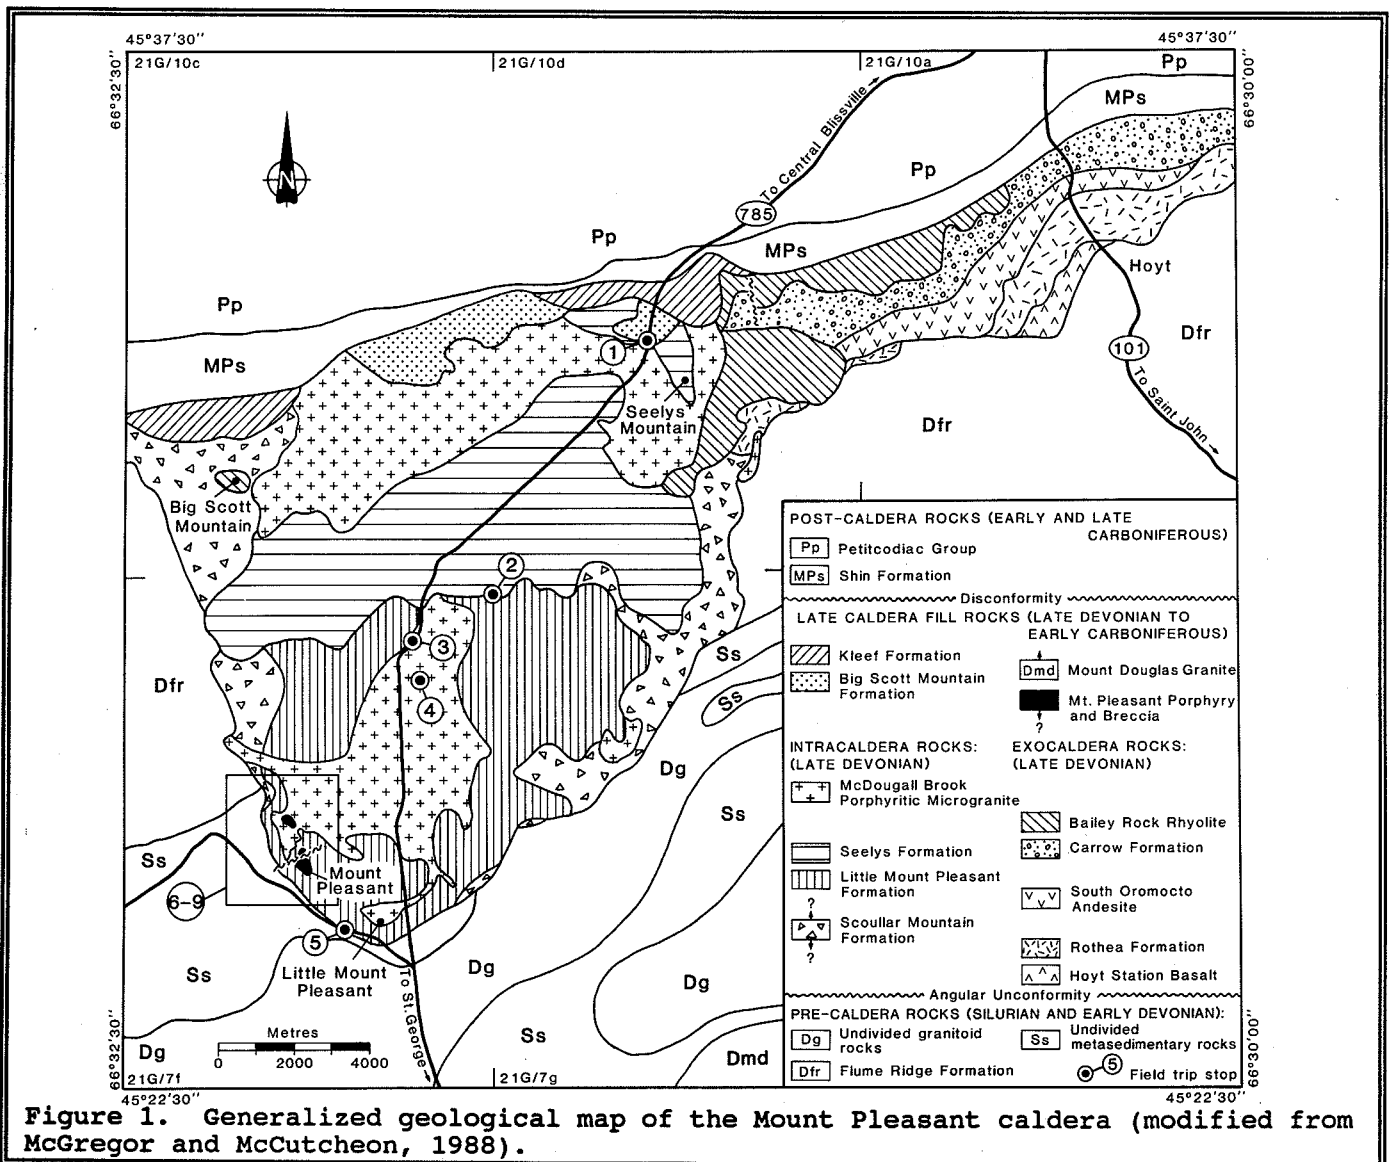 45°37'30"
45°37'30"
66°32'30"
21G/10c
21G/10d
21G/10a
66°30'00"
Pp
MPs
N
To Central Blissville
Pp
785
Pp
MPs
Hoyt
Pp
Dfr
101
MPs
1
To Saint John
Seelys
Mountain
Dfr
Big Scott
Mountain
2
3
Dfr
4
Ss
Ss
Dg
Ss
Ss
Mount
Pleasant
6-9
5
Ss
Little Mount
Pleasant
Dg
Dg
To St. George
Ss
Metres
0 2000 4000
Dg
Dmd
66°32'30"
21G/7f
21G/7g
66°30'00"
45°22'30"
45°22'30"
POST-CALDERA ROCKS (EARLY AND LATE
CARBONIFEROUS)
Pp Petitcodiac Group
MPs Shin Formation
Disconformity
LATE CALDERA FILL ROCKS (LATE DEVONIAN TO
EARLY CARBONIFEROUS)
Kleef Formation
Big Scott Mountain
Formation
Dmd Mount Douglas Granite
Mt. Pleasant Porphyry
and Breccia
?
INTRACALDERA ROCKS:
(LATE DEVONIAN)
McDougall Brook
Porphyritic Microgranite
Seelys Formation
Little Mount Pleasant
Formation
?
Scoullar Mountain
Formation
?
EXOCALDERA ROCKS:
(LATE DEVONIAN)
Bailey Rock Rhyolite
Carrow Formation
South Oromocto
Andesite
Rothea Formation
Hoyt Station Basalt
Angular Unconformity
PRE-CALDERA ROCKS (SILURIAN AND EARLY DEVONIAN):
Dg Undivided granitoid
rocks
Ss Undivided
metasedimentary rocks
Dfr Flume Ridge Formation
5 Field trip stop
Figure 1. Generalized geological map of the Mount Pleasant caldera (modified from
McGregor and McCutcheon, 1988).